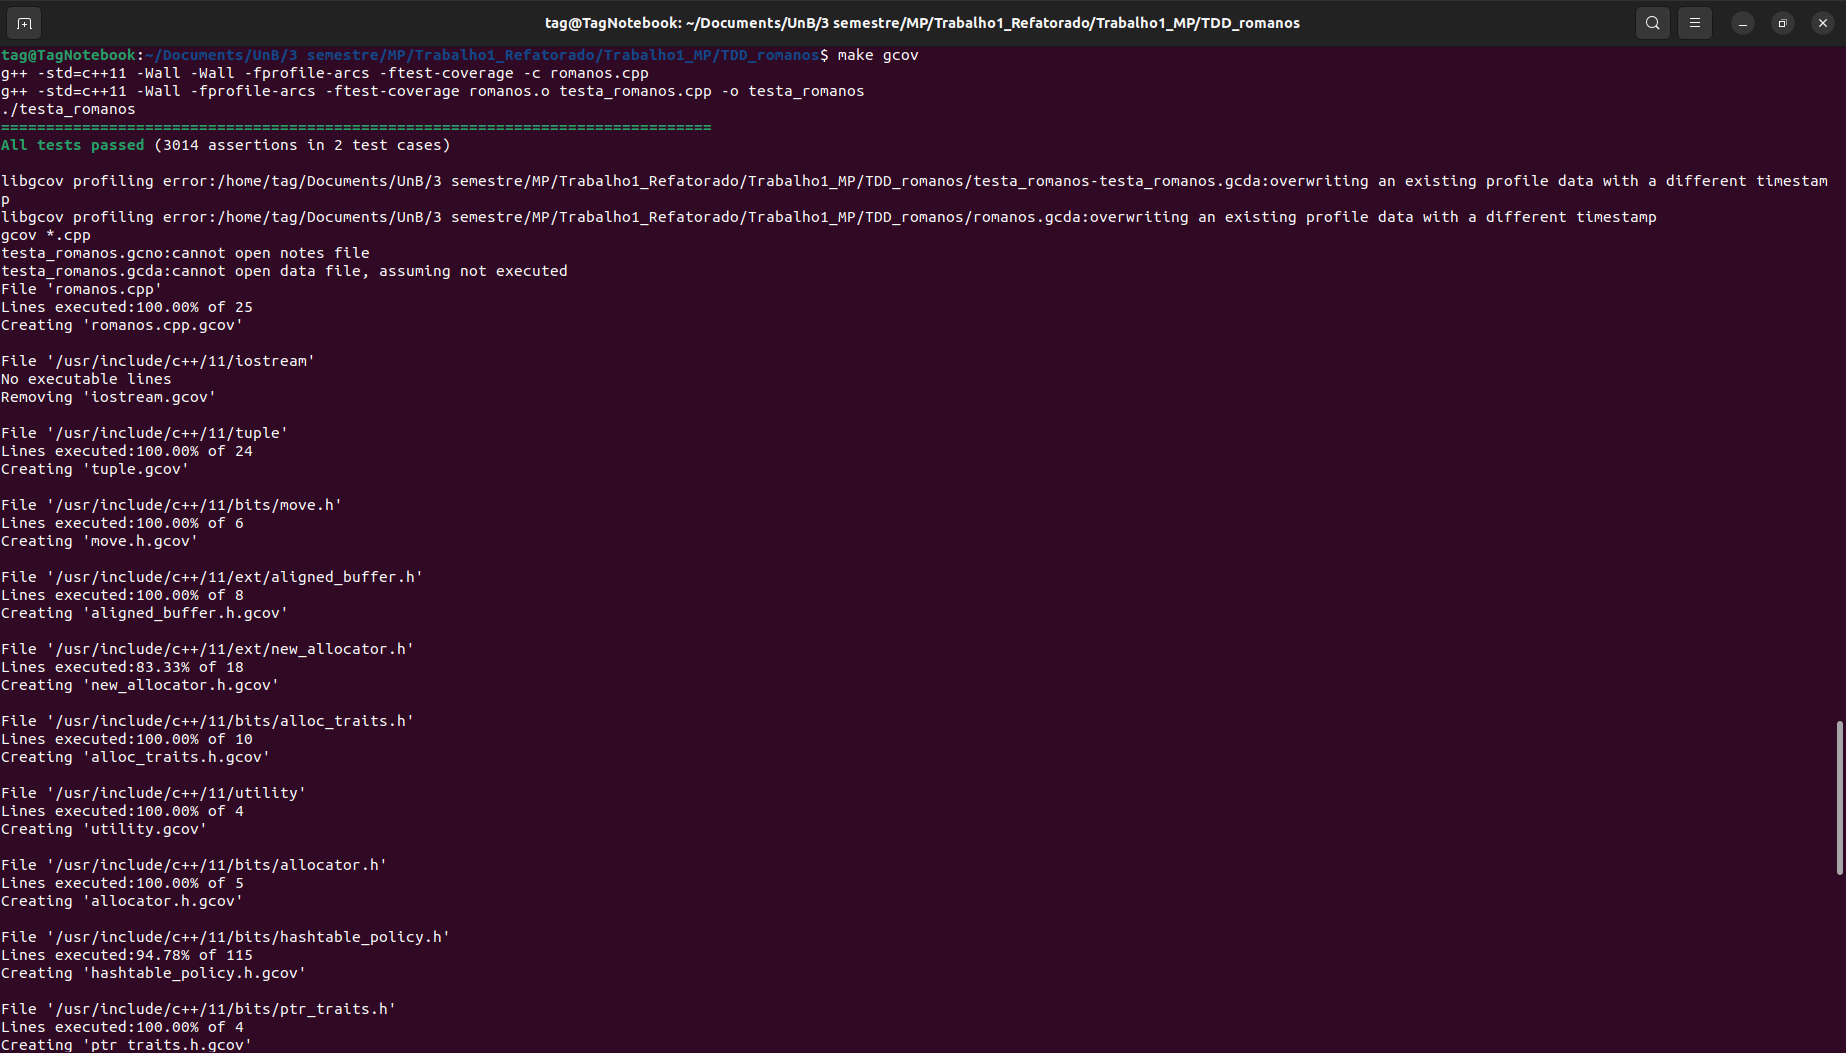 tag@TagNotebook: ~/Documents/UnB/3 semestre/MP/Trabalho1_Refatorado/Trabalho1_MP/TDD_romanos
tag@TagNotebook:~/Documents/UnB/3 semestre/MP/Trabalho1_Refatorado/Trabalho1_MP/TDD_romanos$ make gcov
g++ -std=c++11 -Wall -Wall -fprofile-arcs -ftest-coverage -c romanos.cpp
g++ -std=c++11 -Wall -fprofile-arcs -ftest-coverage romanos.o testa_romanos.cpp -o testa_romanos
./testa_romanos
===============================================================================
All tests passed (3014 assertions in 2 test cases)
libgcov profiling error:/home/tag/Documents/UnB/3 semestre/MP/Trabalho1_Refatorado/Trabalho1_MP/TDD_romanos/testa_romanos-testa_romanos.gcda:overwriting an existing profile data with a different timestam
p
libgcov profiling error:/home/tag/Documents/UnB/3 semestre/MP/Trabalho1_Refatorado/Trabalho1_MP/TDD_romanos/romanos.gcda:overwriting an existing profile data with a different timestamp
gcov *.cpp
testa_romanos.gcno:cannot open notes file
testa_romanos.gcda:cannot open data file, assuming not executed
File 'romanos.cpp'
Lines executed:100.00% of 25
Creating 'romanos.cpp.gcov'
File '/usr/include/c++/11/iostream'
No executable lines
Removing 'iostream.gcov'
File '/usr/include/c++/11/tuple'
Lines executed:100.00% of 24
Creating 'tuple.gcov'
File '/usr/include/c++/11/bits/move.h'
Lines executed:100.00% of 6
Creating 'move.h.gcov'
File '/usr/include/c++/11/ext/aligned_buffer.h'
Lines executed:100.00% of 8
Creating 'aligned_buffer.h.gcov'
File '/usr/include/c++/11/ext/new_allocator.h'
Lines executed:83.33% of 18
Creating 'new_allocator.h.gcov'
File '/usr/include/c++/11/bits/alloc_traits.h'
Lines executed:100.00% of 10
Creating 'alloc_traits.h.gcov'
File '/usr/include/c++/11/utility'
Lines executed:100.00% of 4
Creating 'utility.gcov'
File '/usr/include/c++/11/bits/allocator.h'
Lines executed:100.00% of 5
Creating 'allocator.h.gcov'
File '/usr/include/c++/11/bits/hashtable_policy.h'
Lines executed:94.78% of 115
Creating 'hashtable_policy.h.gcov'
File '/usr/include/c++/11/bits/ptr_traits.h'
Lines executed:100.00% of 4
Creating 'ptr_traits.h.gcov'